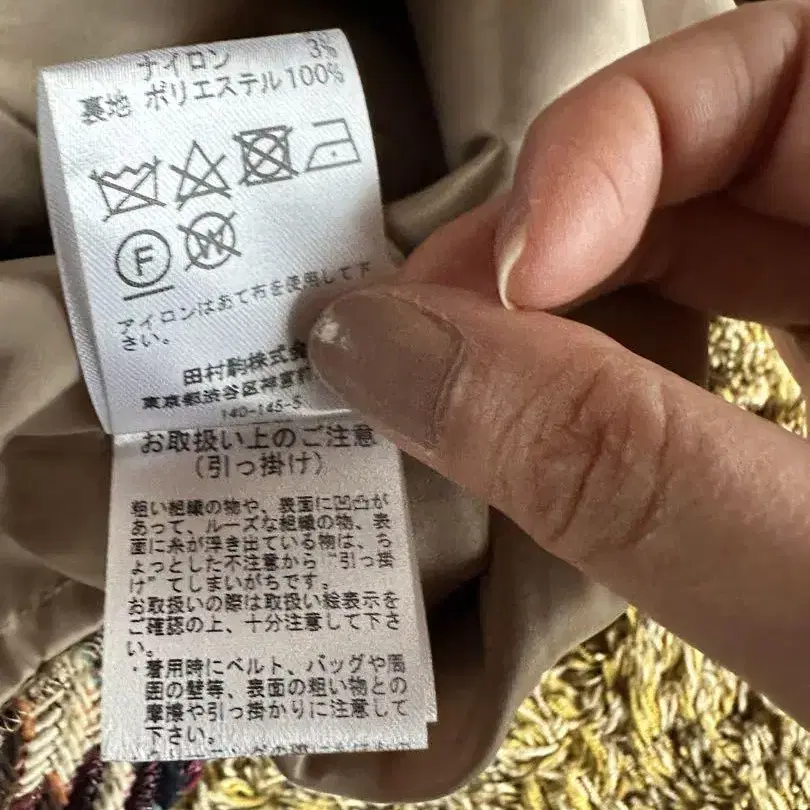 ナイロン 3%
裏地 ポリエステル100%
F
W
アイロンはあて布を使用して下
さい。
田村駒株式会
東京都渋谷区神宮前
140-145-5
お取扱い上のご注意
(引っ掛け)
粗い組織の物や、表面に凹凸が
あって、ルーズな組織の物、表
面に糸が浮き出ている物は、ち
ょっとした不注意から"引っ掛
け"てしまいがちです。
お取扱いの際は取扱い絵表示を
ご確認の上、十分注意して下さ
い。
・着用時にベルト、バッグや周
囲の壁等、表面の粗い物との
摩擦や引っ掛かりに注意して
下さい。